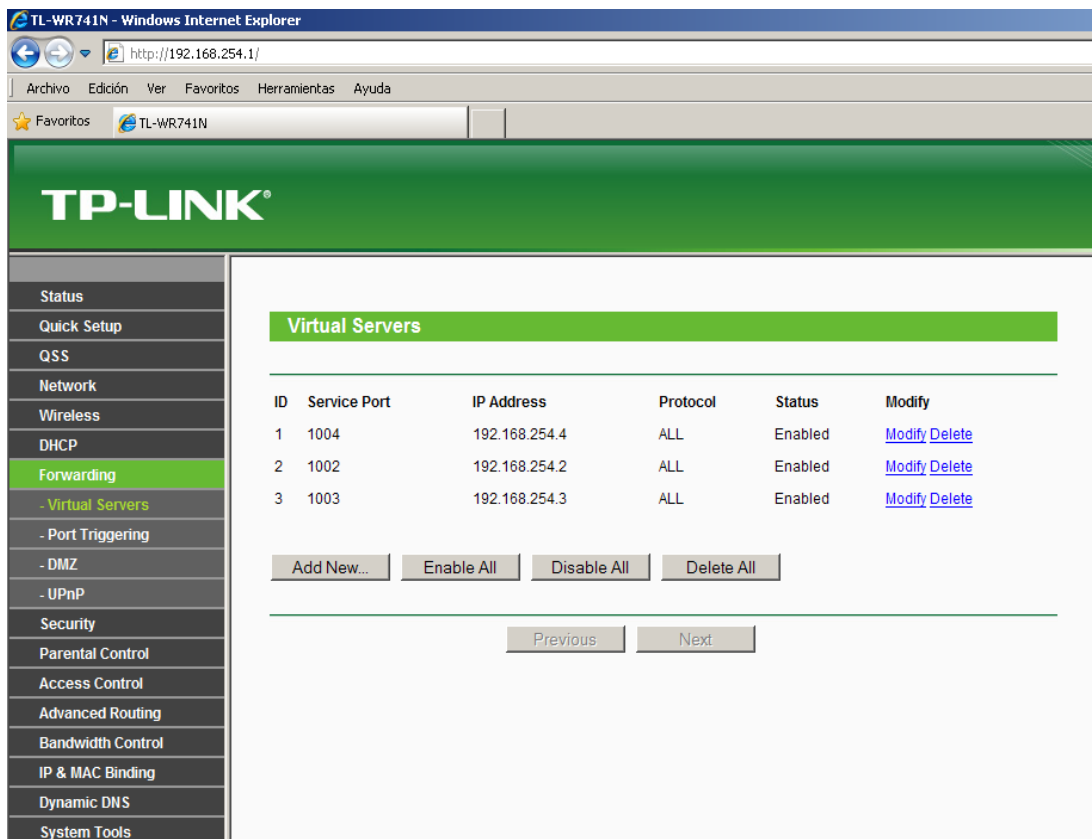 TL-WR741N - Windows Internet Explorer
http://192.168.254.1/
Archivo Edición Ver Favoritos Herramientas Ayuda
Favoritos TL-WR741N
TP-LINK®
Status
Quick Setup
QSS
Network
Wireless
DHCP
Forwarding
- Virtual Servers
- Port Triggering
- DMZ
- UPnP
Security
Parental Control
Access Control
Advanced Routing
Bandwidth Control
IP & MAC Binding
Dynamic DNS
System Tools
Virtual Servers
ID Service Port IP Address Protocol Status Modify
1 1004 192.168.254.4 ALL Enabled Modify Delete
2 1002 192.168.254.2 ALL Enabled Modify Delete
3 1003 192.168.254.3 ALL Enabled Modify Delete
Add New... Enable All Disable All Delete All
Previous Next